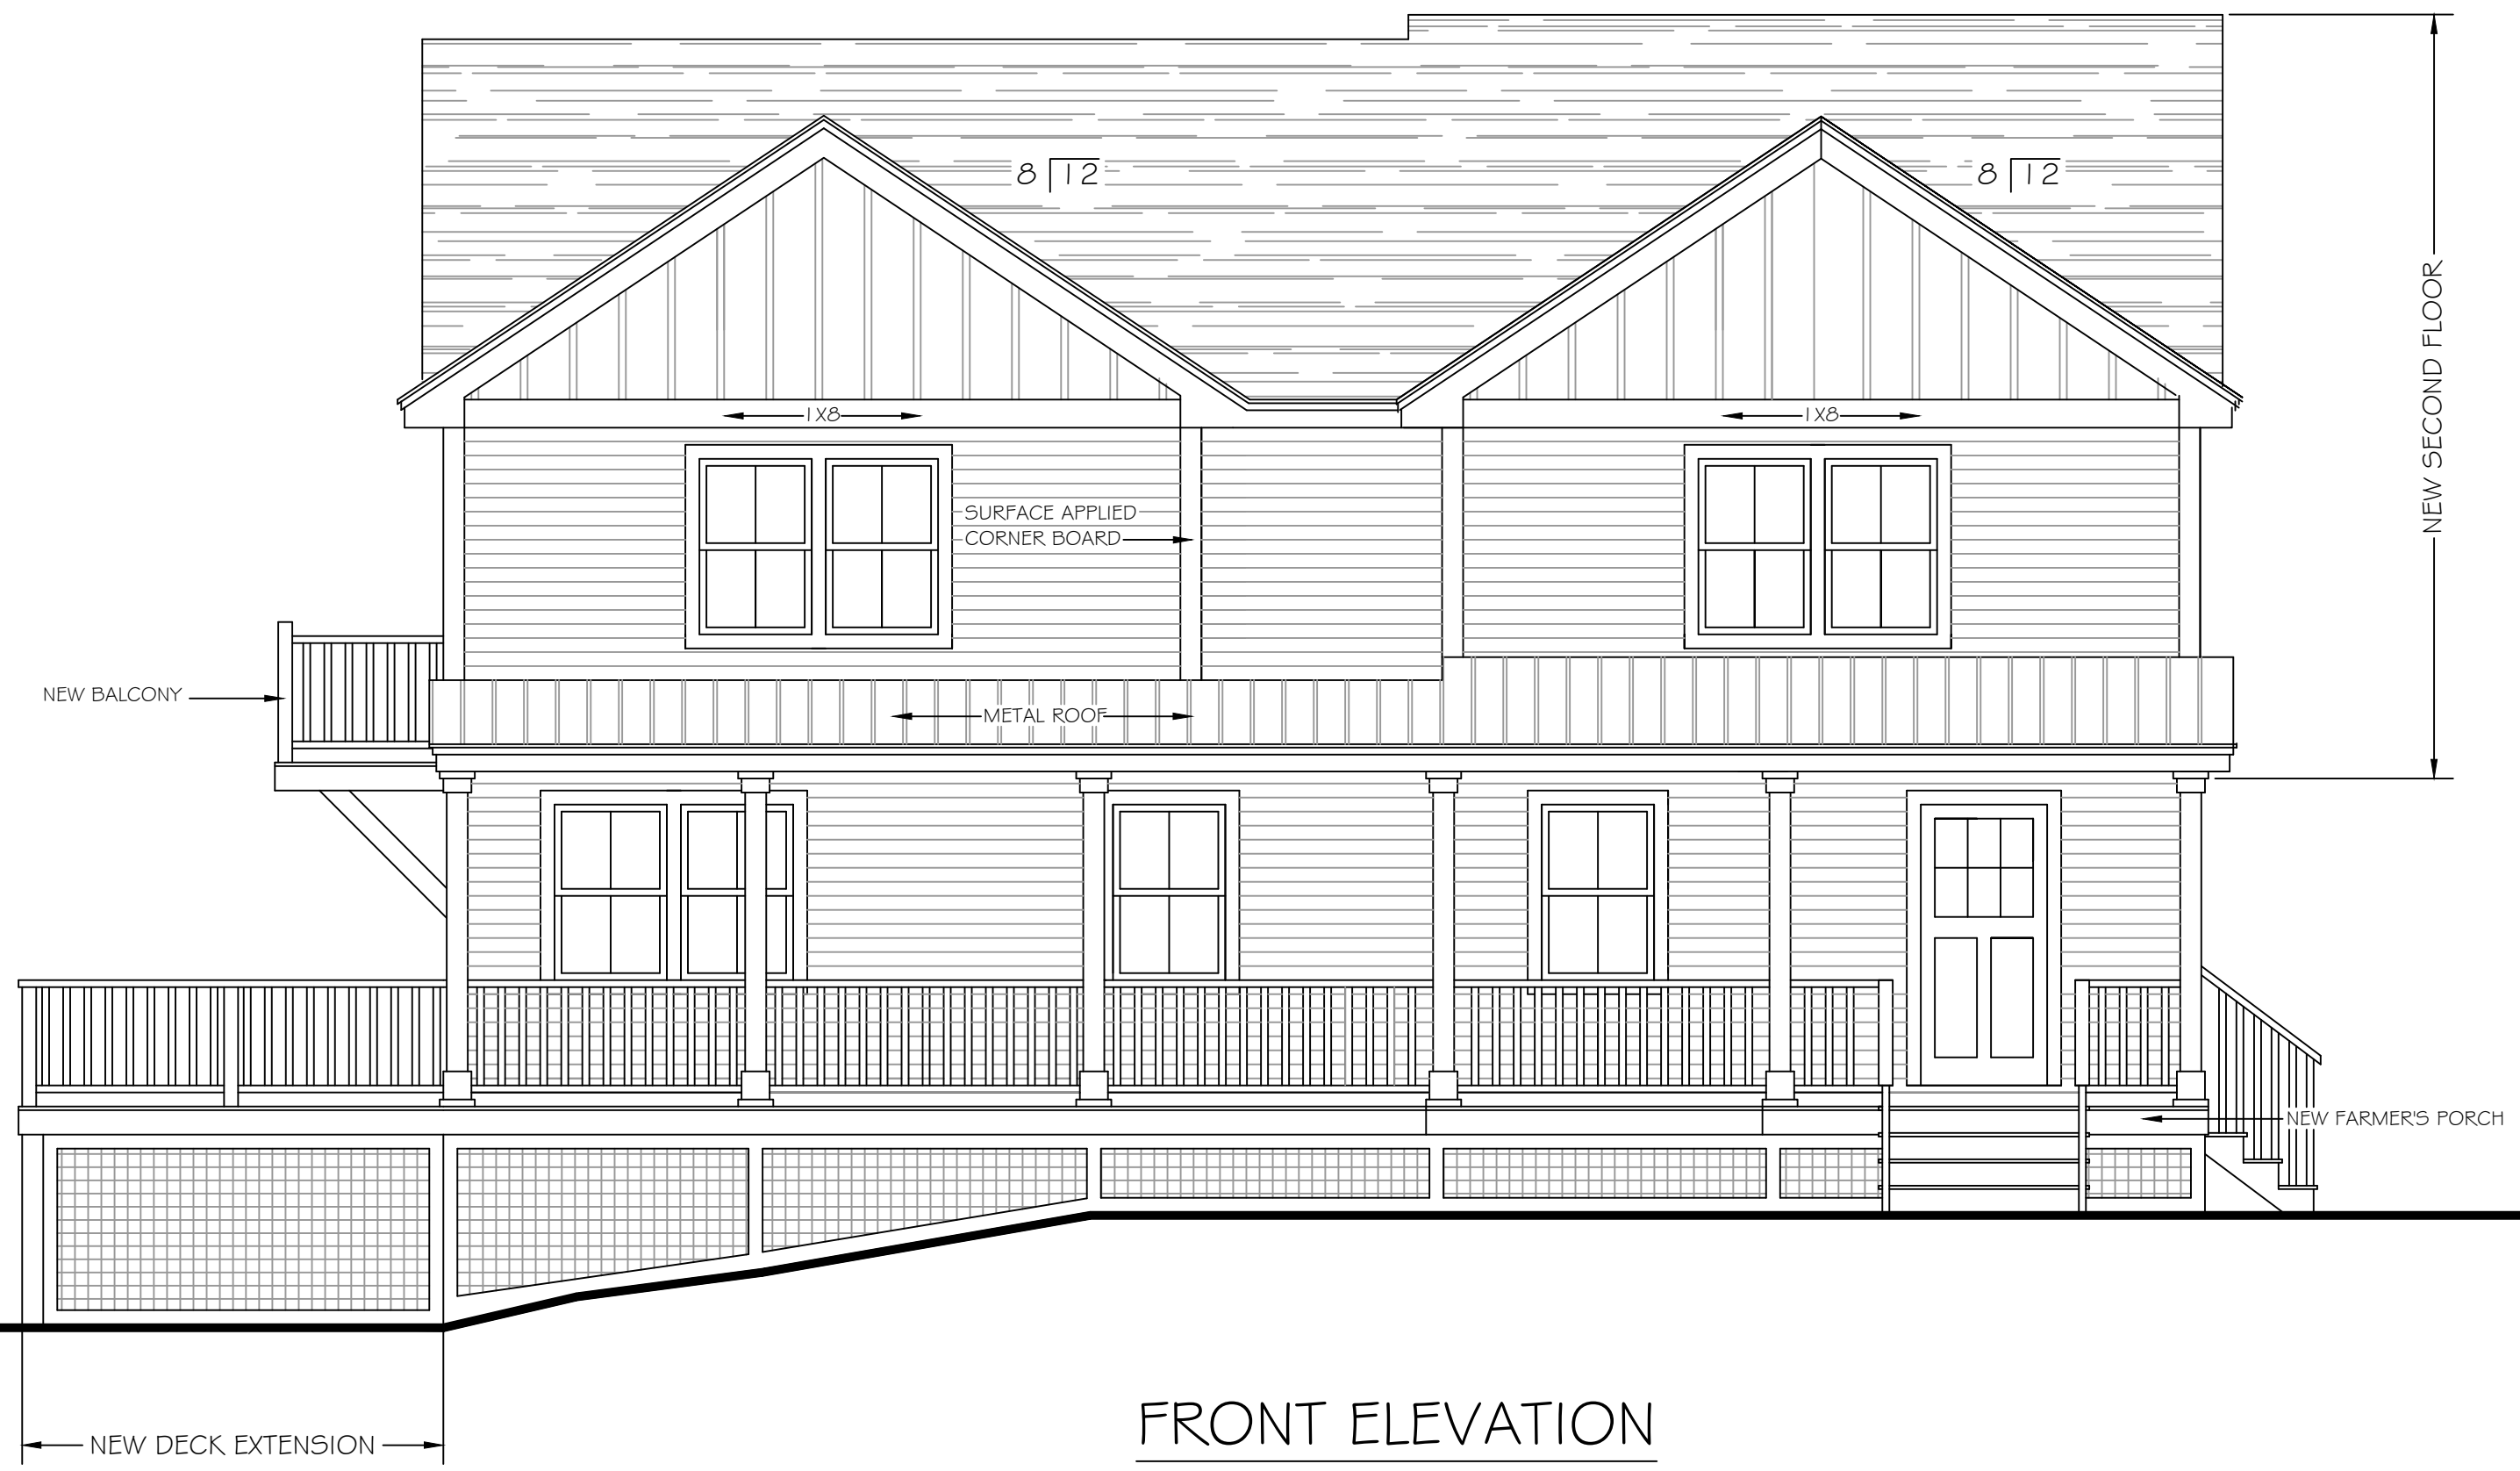 8 12
8 12
NEW SECOND FLOOR
1X8
1X8
SURFACE APPLIED
CORNER BOARD
NEW BALCONY
METAL ROOF
NEW FARMER'S PORCH
NEW DECK EXTENSION
FRONT ELEVATION